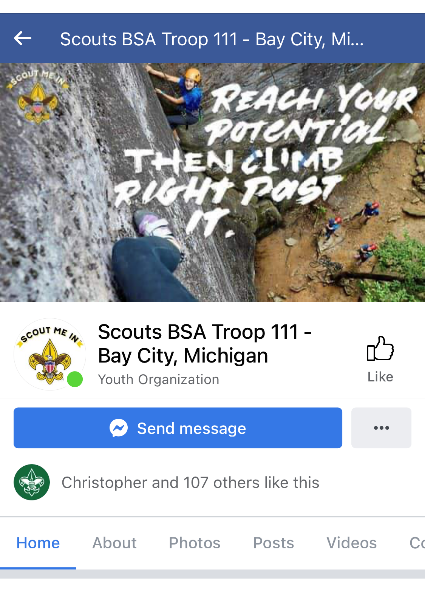 Scouts BSA Troop 111 - Bay City, Mi...
SCOUT ME IN
REACH YOUR
POTENTIAL
THEN CLIMB
RIGHT PAST
IT.
SCOUT ME IN
Scouts BSA Troop 111 -
Bay City, Michigan
Youth Organization
Like
Send message
Christopher and 107 others like this
Home About Photos Posts Videos Co